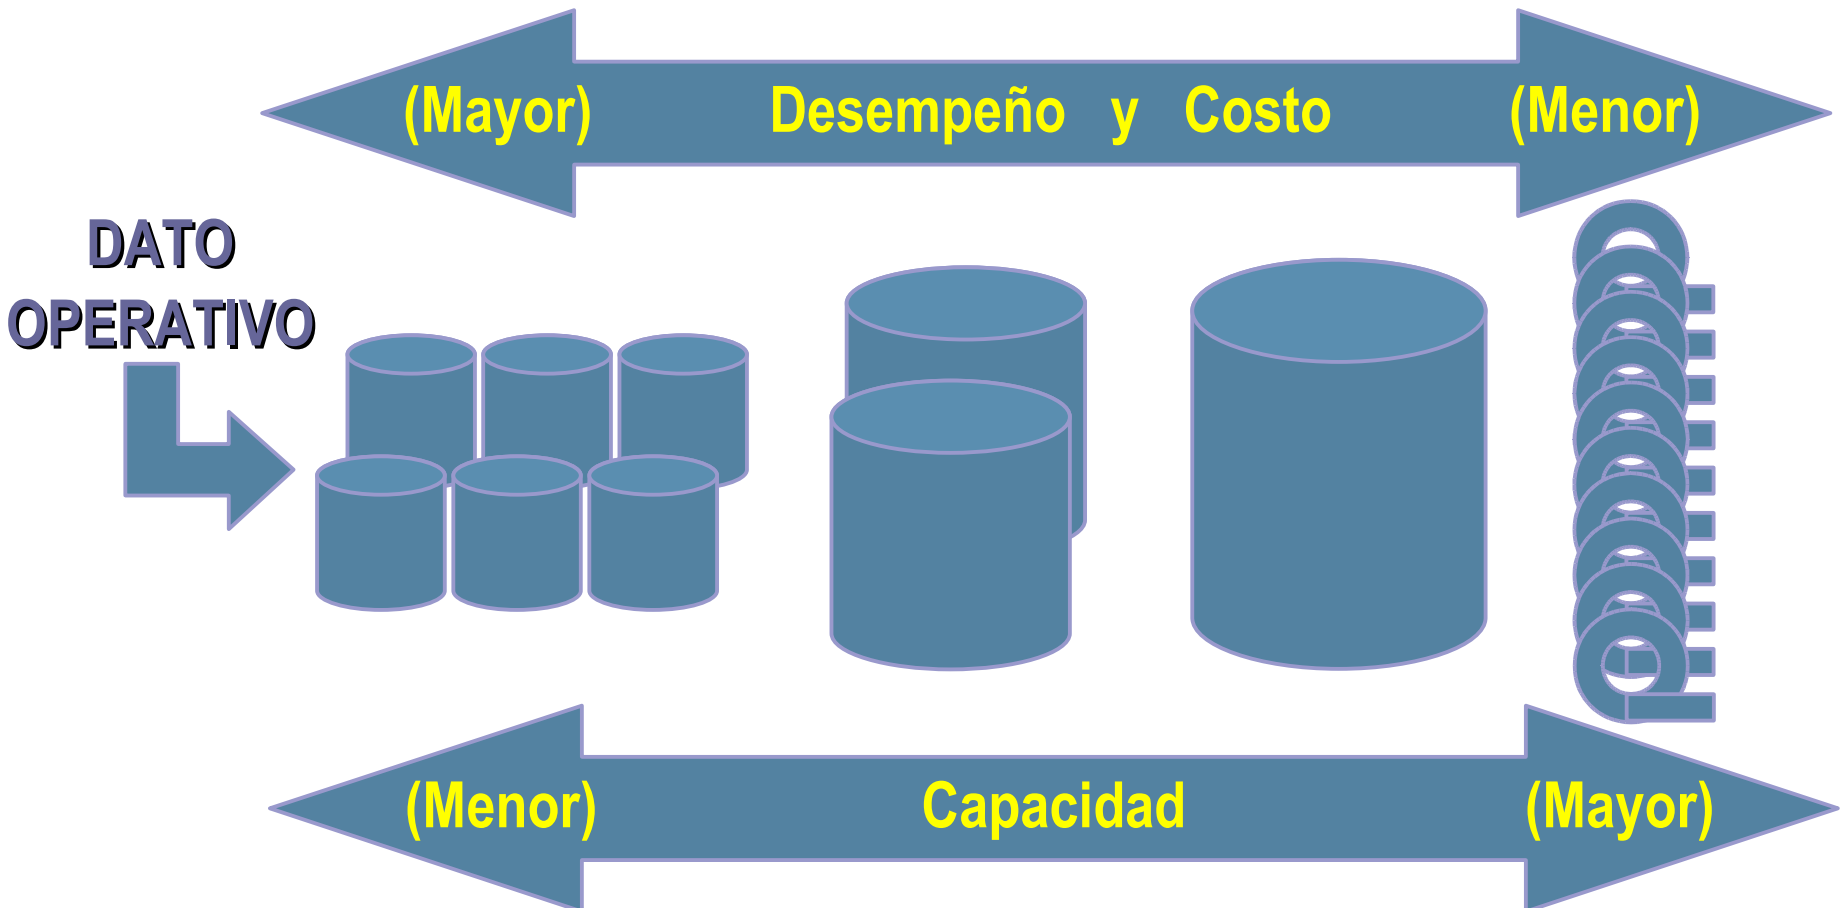 (Mayor) Desempeño y Costo (Menor)
DATO
OPERATIVO
(Menor) Capacidad (Mayor)